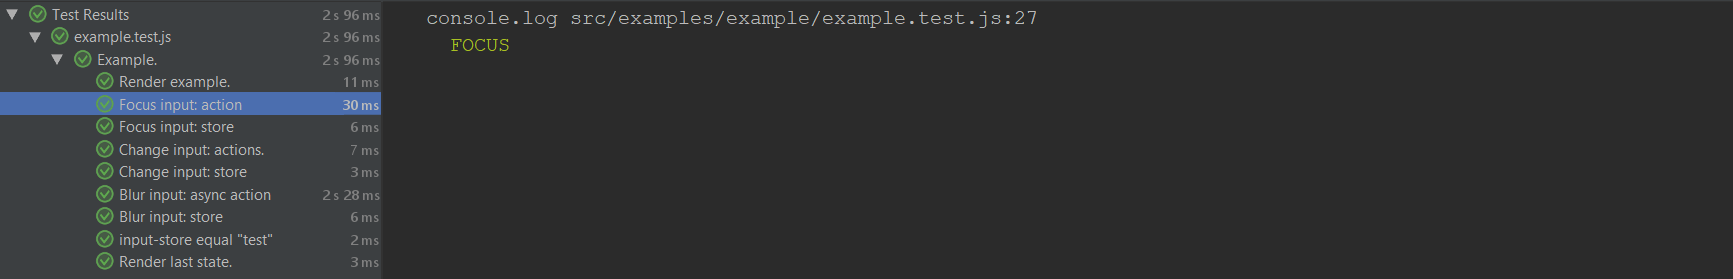 Test Results 2 s 96 ms
example.test.js 2 s 96 ms
Example. 2 s 96 ms
Render example. 11 ms
Focus input: action 30 ms
Focus input: store 6 ms
Change input: actions. 7 ms
Change input: store 3 ms
Blur input: async action 2 s 28 ms
Blur input: store 6 ms
input-store equal "test" 2 ms
Render last state. 3 ms
console.log src/examples/example/example.test.js:27
FOCUS